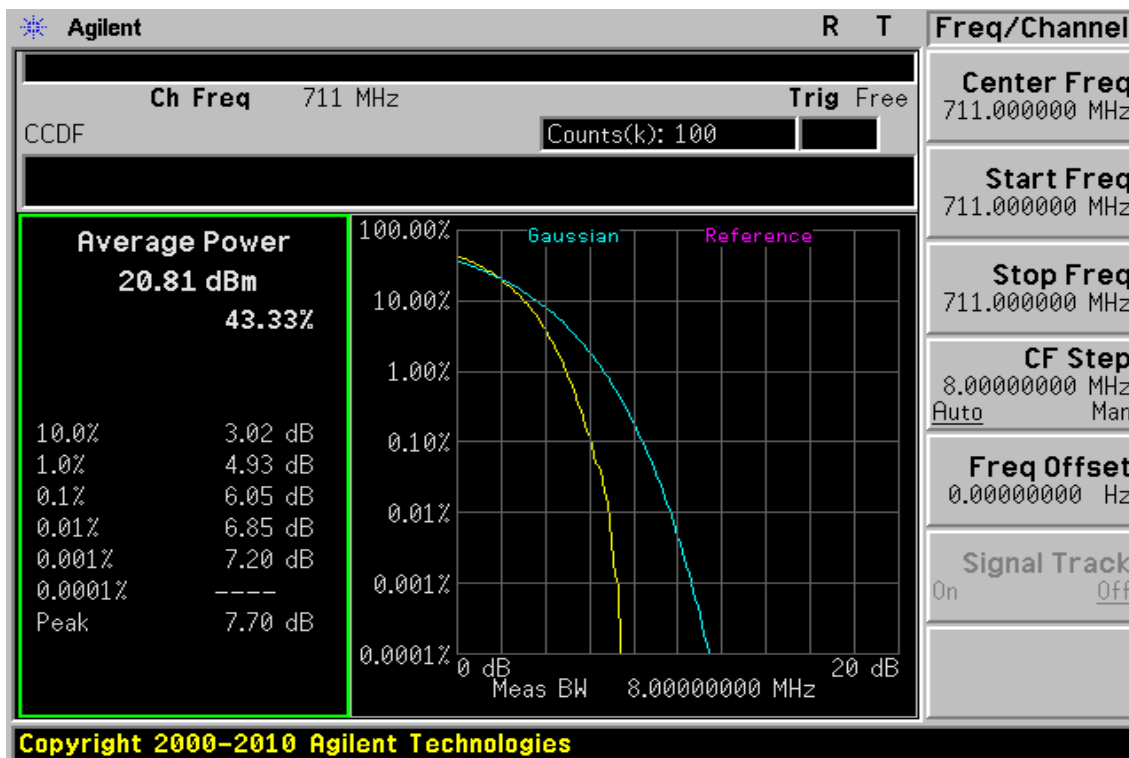 Agilent R T
Freq/Channel
Ch Freq 711 MHz Trig Free
CCDF Counts(k): 100
Average Power
20.81 dBm
43.33%
10.0% 3.02 dB
1.0% 4.93 dB
0.1% 6.05 dB
0.01% 6.85 dB
0.001% 7.20 dB
0.0001% ----
Peak 7.70 dB
Gaussian Reference
100.00%
10.00%
1.00%
0.10%
0.01%
0.001%
0.0001%
0 dB 20 dB
Meas BW 8.00000000 MHz
Center Freq
711.000000 MHz
Start Freq
711.000000 MHz
Stop Freq
711.000000 MHz
CF Step
8.00000000 MHz
Auto Man
Freq Offset
0.00000000 Hz
Signal Track
On Off
Copyright 2000-2010 Agilent Technologies